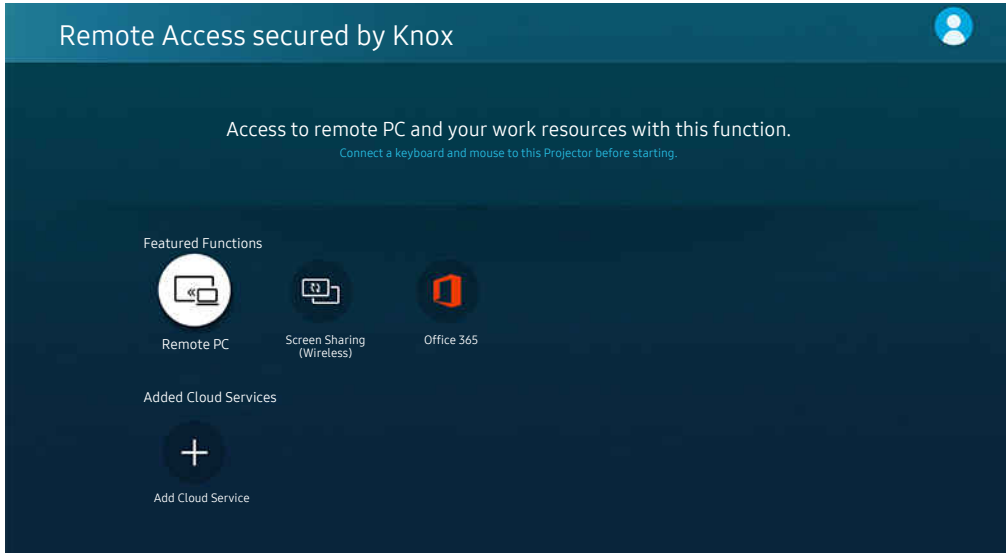 Remote Access secured by Knox
Access to remote PC and your work resources with this function.
Connect a keyboard and mouse to this Projector before starting.
Featured Functions
Remote PC
Screen Sharing
(Wireless)
Office 365
Added Cloud Services
Add Cloud Service